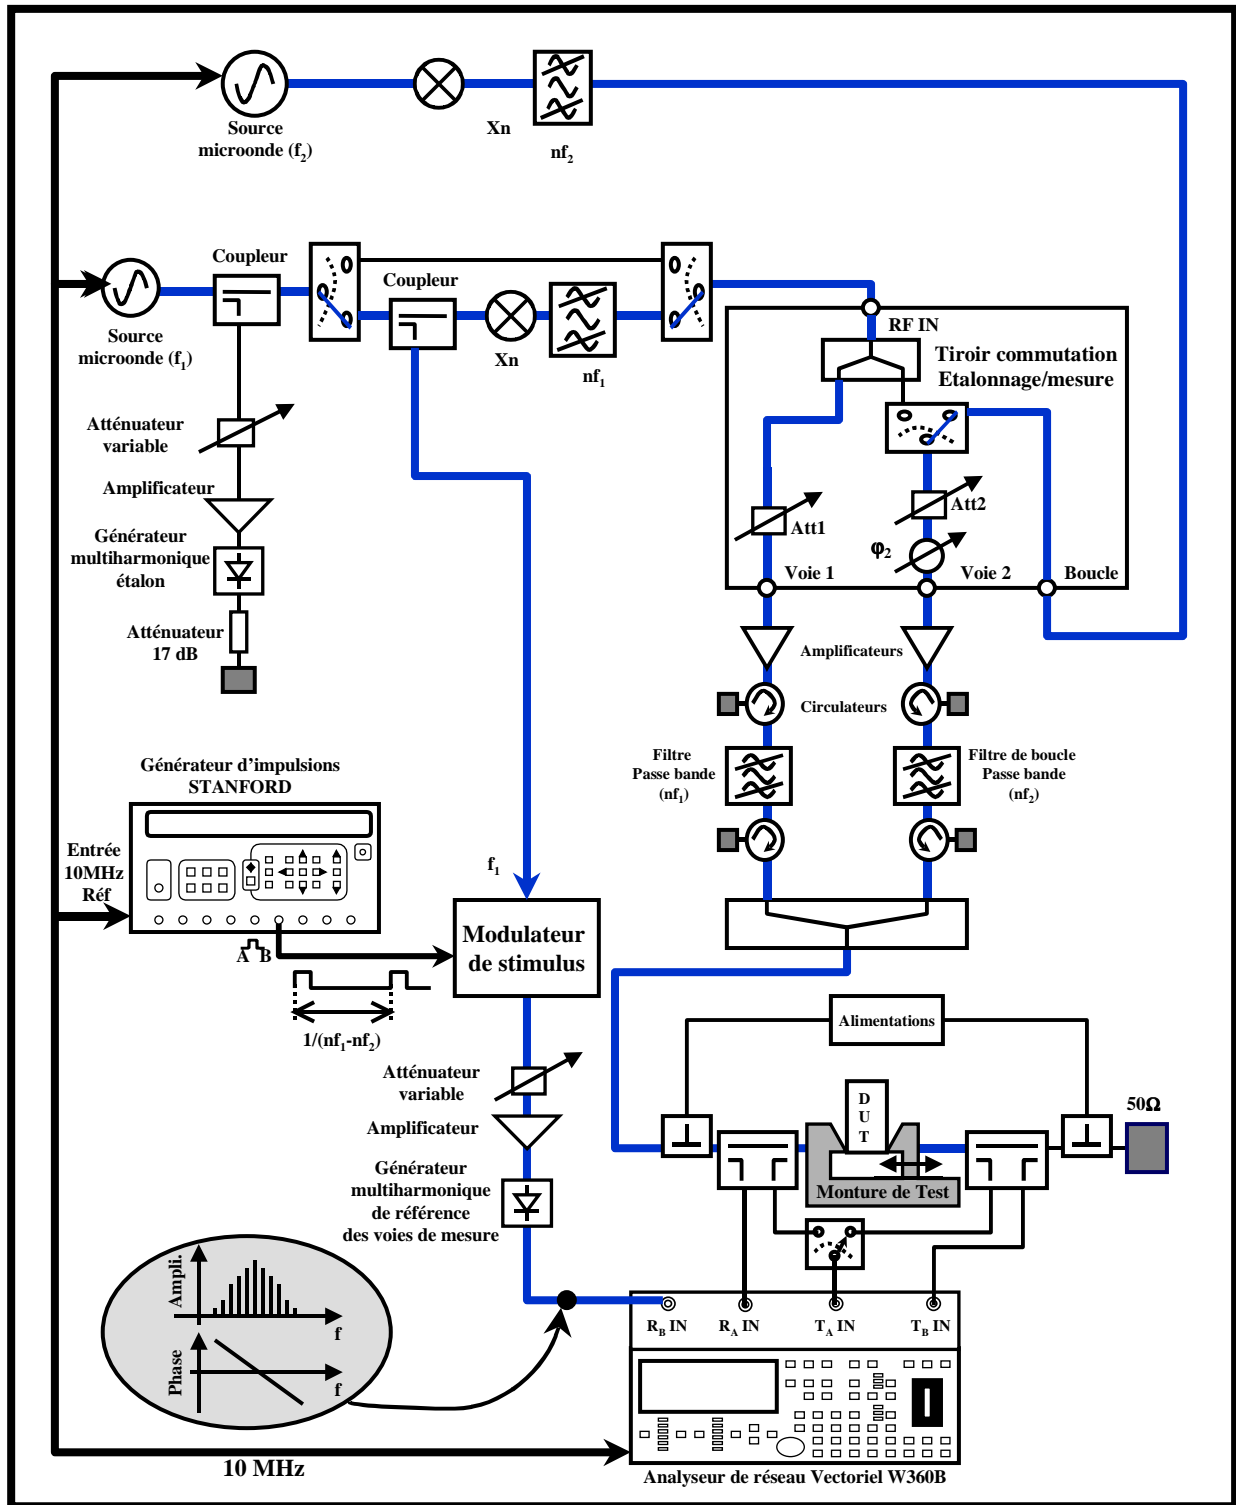 Source
microonde (f2)
Xn
nf2
Coupleur
Coupleur
Source
microonde (f1)
Xn
nf1
RF IN
Tiroir commutation
Etalonnage/mesure
Atténuateur
variable
Amplificateur
Générateur
multiharmonique
étalon
Atténuateur
17 dB
Att1
Att2
φ2
Voie 1
Voie 2
Boucle
Amplificateurs
Circulateurs
Filtre
Passe bande
(nf1)
Filtre de boucle
Passe bande
(nf2)
Générateur d'impulsions
STANFORD
Entrée
10MHz
Réf
A B
f1
Modulateur
de stimulus
1/(nf1-nf2)
Alimentations
Atténuateur
variable
Amplificateur
Générateur
multiharmonique
de référence
des voies de mesure
D
U
T
50Ω
Monture de Test
Ampli.
f
Phase
f
RB IN
RA IN
TA IN
TB IN
10 MHz
Analyseur de réseau Vectoriel W360B